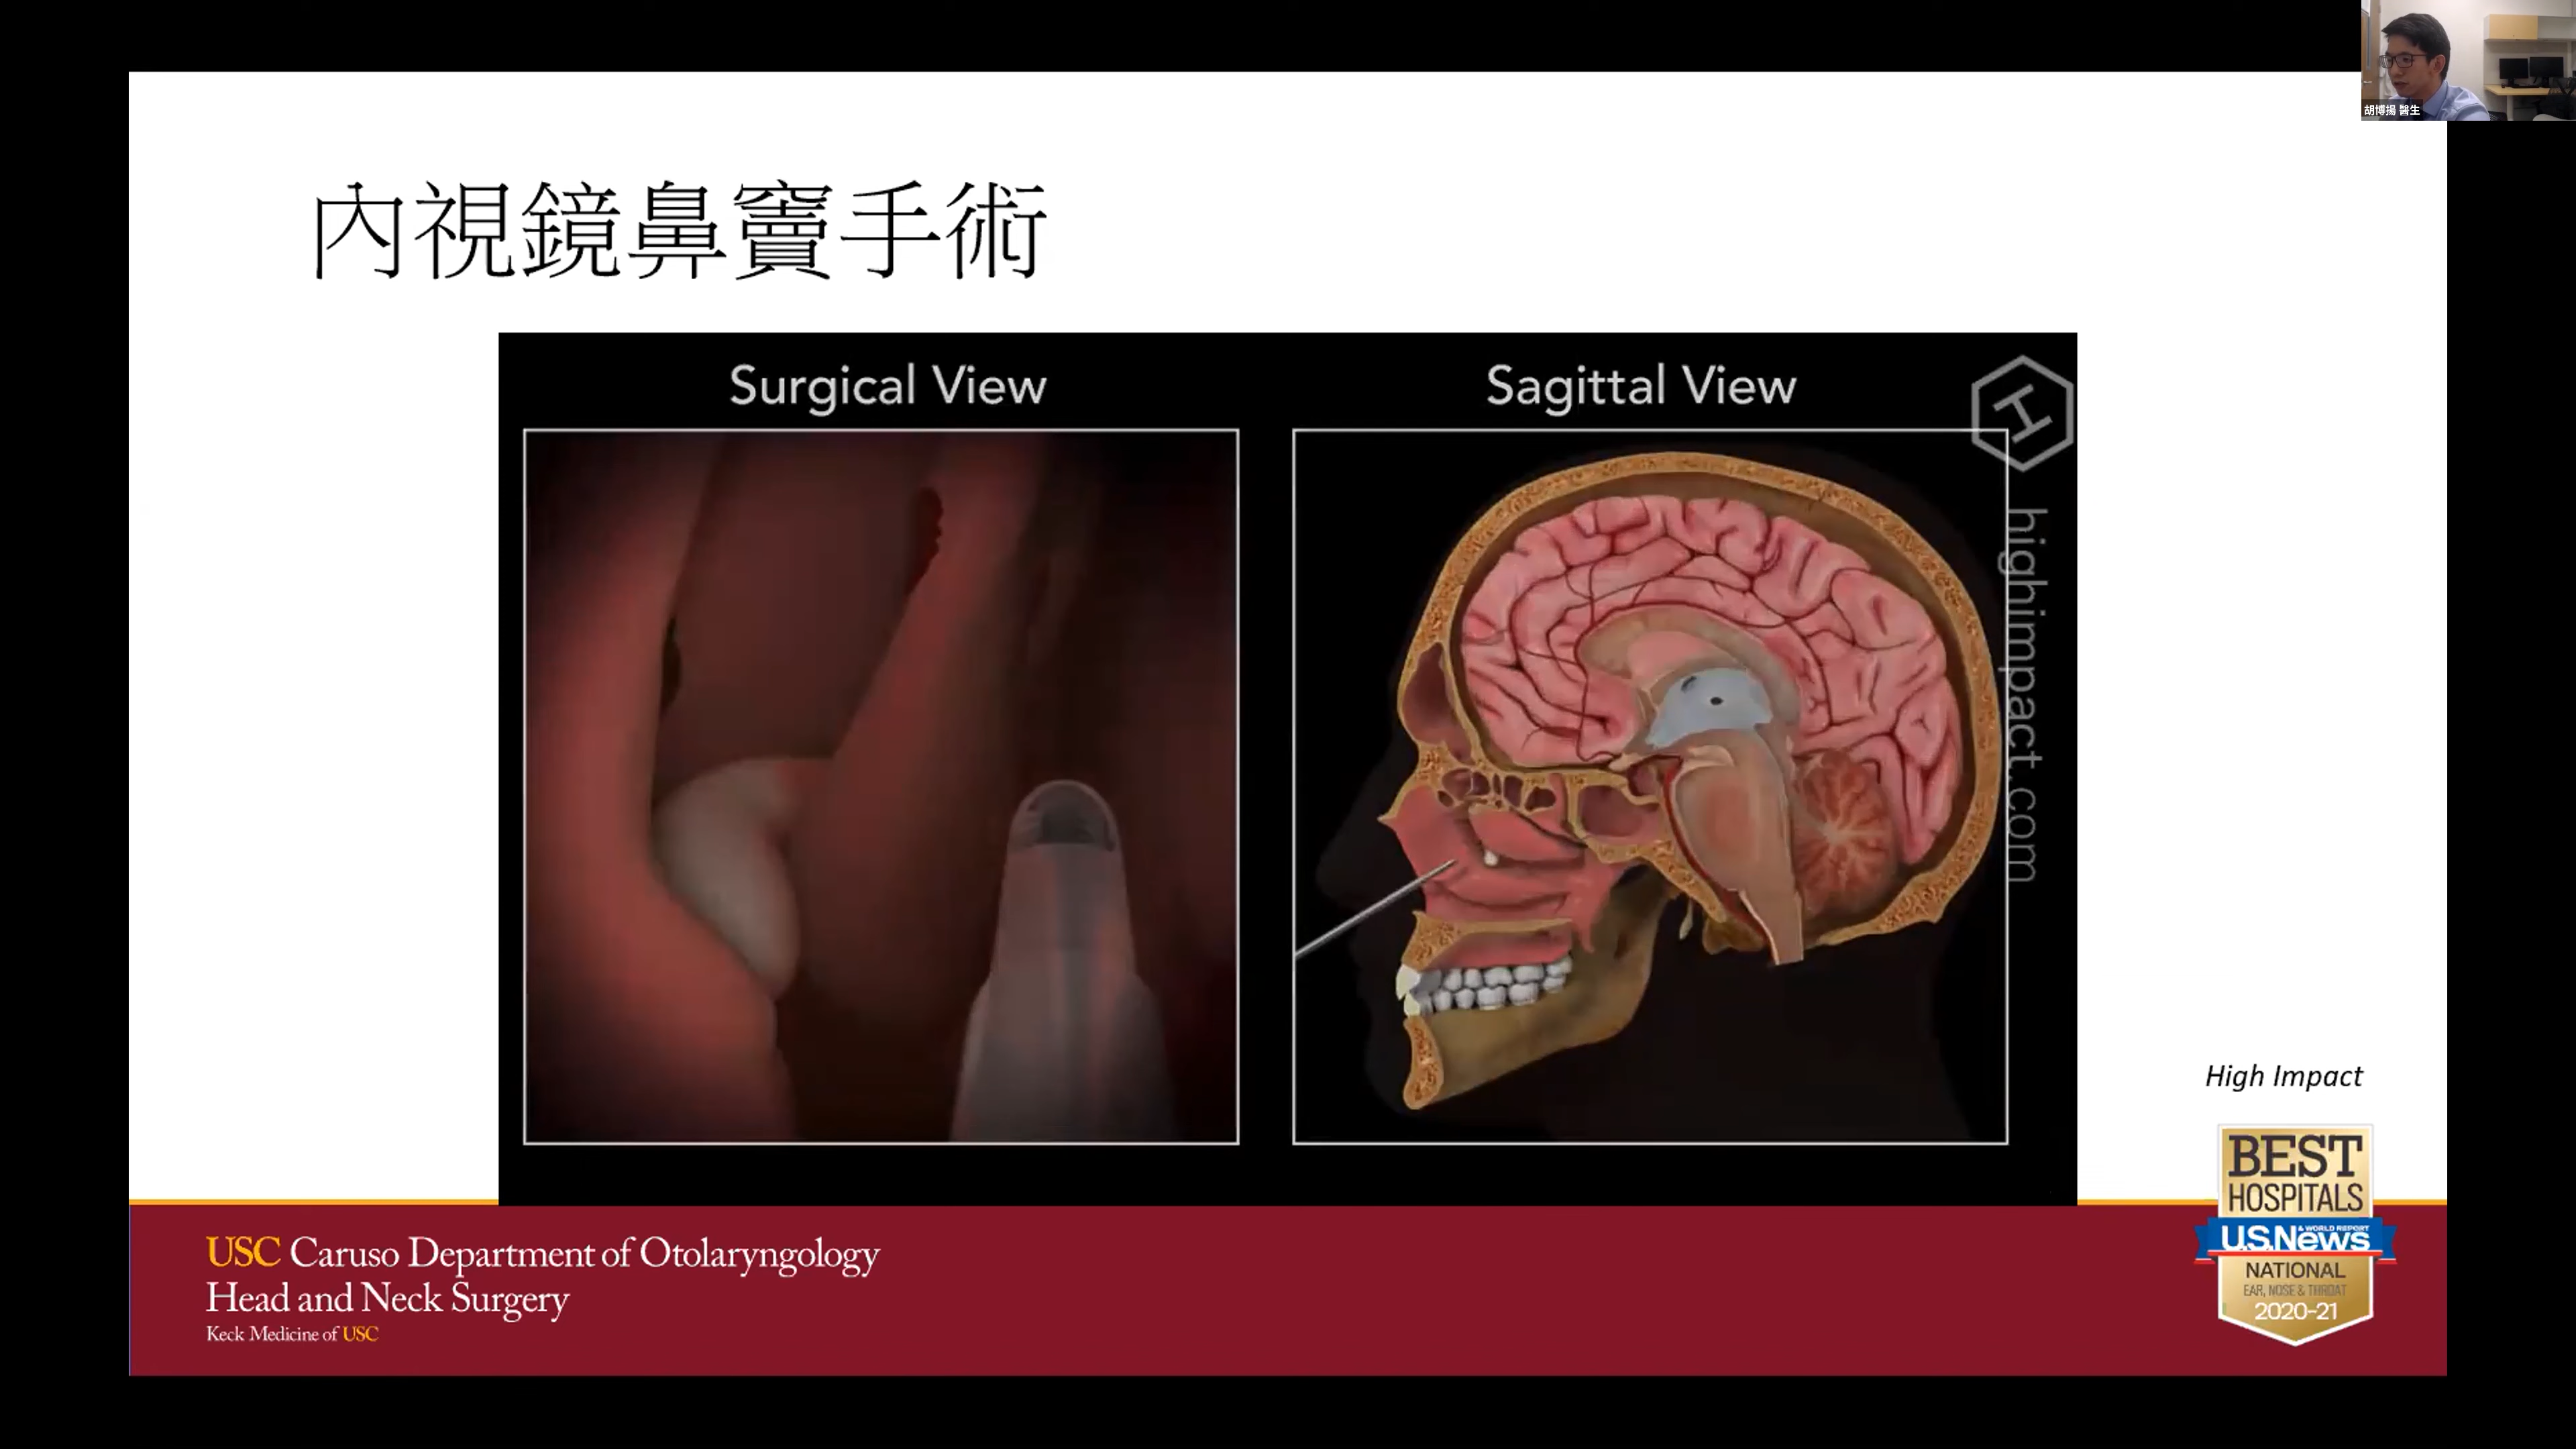 胡博揚 醫生
內視鏡鼻竇手術
Surgical View
Sagittal View
highimpact.com
High Impact
BEST
HOSPITALS
U.S.News
& WORLD REPORT
NATIONAL
EAR, NOSE & THROAT
2020-21
USC Caruso Department of Otolaryngology
Head and Neck Surgery
Keck Medicine of USC